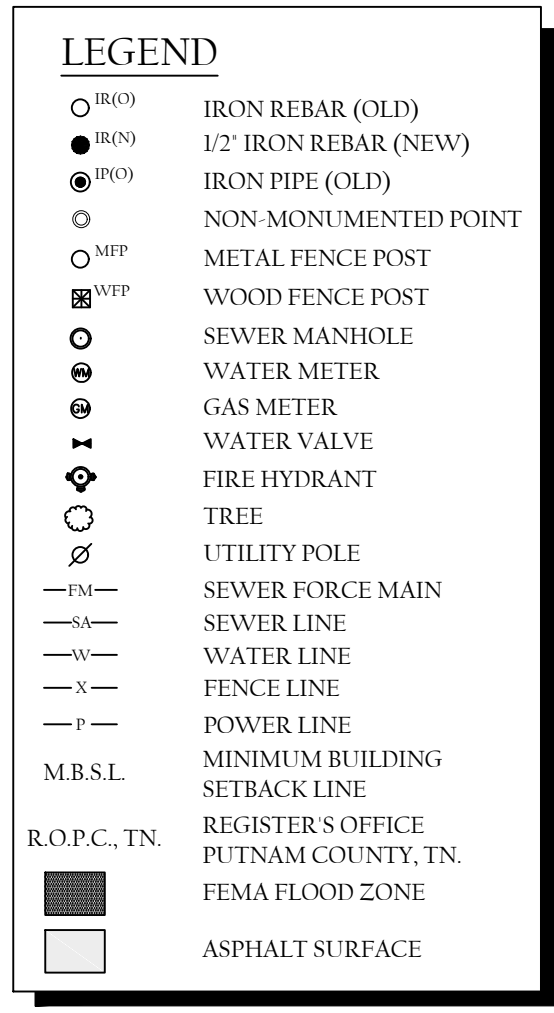 LEGEND
IR(O) IRON REBAR (OLD)
IR(N) 1/2" IRON REBAR (NEW)
IP(O) IRON PIPE (OLD)
NON-MONUMENTED POINT
MFP METAL FENCE POST
WFP WOOD FENCE POST
SEWER MANHOLE
WM WATER METER
GM GAS METER
WATER VALVE
FIRE HYDRANT
TREE
UTILITY POLE
FM SEWER FORCE MAIN
SA SEWER LINE
W WATER LINE
X FENCE LINE
P POWER LINE
M.B.S.L. MINIMUM BUILDING
SETBACK LINE
R.O.P.C., TN. REGISTER'S OFFICE
PUTNAM COUNTY, TN.
FEMA FLOOD ZONE
ASPHALT SURFACE